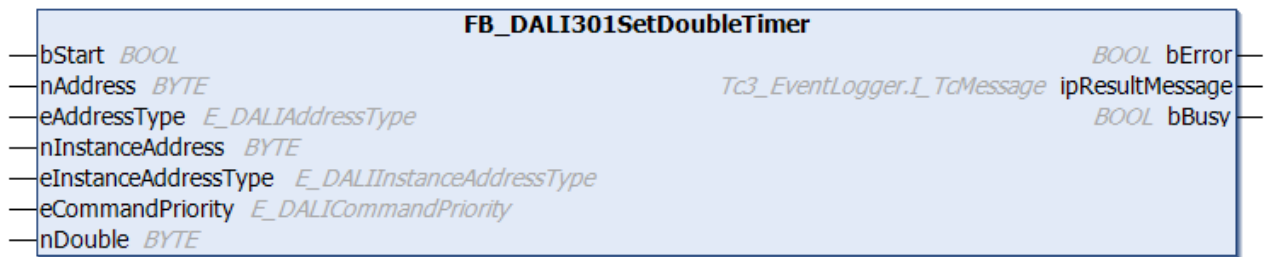 FB_DALI301SetDoubleTimer
bStart BOOL BOOL bError
nAddress BYTE Tc3_EventLogger.I_TcMessage ipResultMessage
eAddressType E_DALIAddressType BOOL bBusy
nInstanceAddress BYTE
eInstanceAddressType E_DALIInstanceAddressType
eCommandPriority E_DALICommandPriority
nDouble BYTE